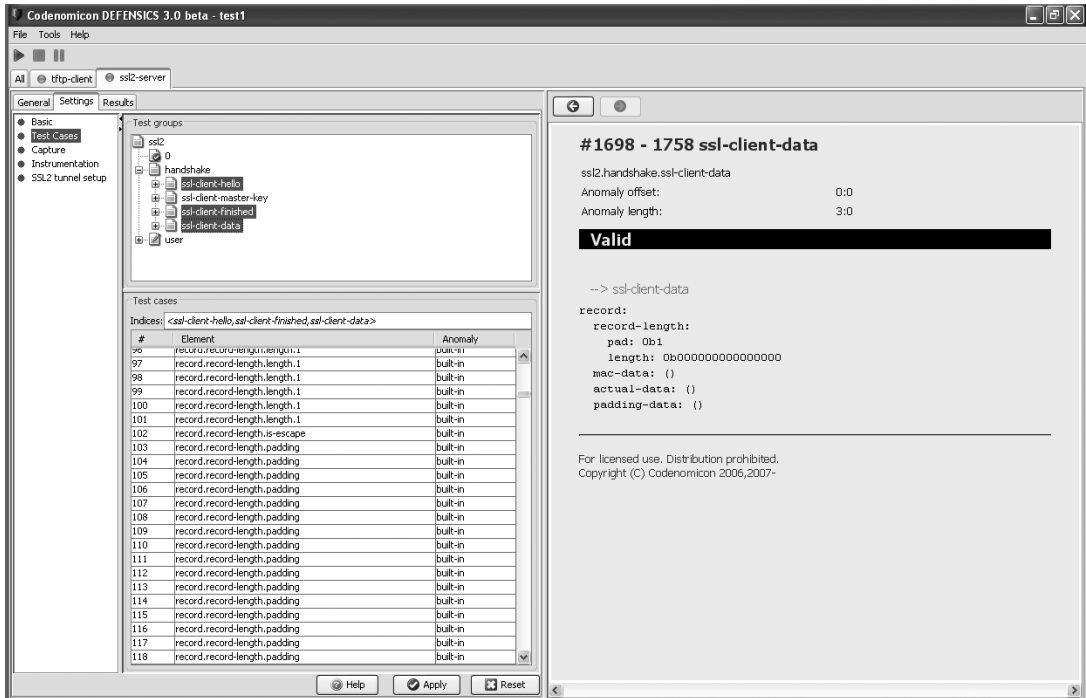 Codenomicon DEFENSICS 3.0 beta - test1
File Tools Help
All tftp-client ssl2-server
General Settings Results
Basic
Test Cases
Capture
Instrumentation
SSL2 tunnel setup
Test groups
ssl2
0
handshake
ssl-client-hello
ssl-client-master-key
ssl-client-finished
ssl-client-data
user
Test cases
Indices: <ssl-client-hello,ssl-client-finished,ssl-client-data>
# Element Anomaly
96 record.record-length.length.1 built-in
97 record.record-length.length.1 built-in
98 record.record-length.length.1 built-in
99 record.record-length.length.1 built-in
100 record.record-length.length.1 built-in
101 record.record-length.length.1 built-in
102 record.record-length.is-escape built-in
103 record.record-length.padding built-in
104 record.record-length.padding built-in
105 record.record-length.padding built-in
106 record.record-length.padding built-in
107 record.record-length.padding built-in
108 record.record-length.padding built-in
109 record.record-length.padding built-in
110 record.record-length.padding built-in
111 record.record-length.padding built-in
112 record.record-length.padding built-in
113 record.record-length.padding built-in
114 record.record-length.padding built-in
115 record.record-length.padding built-in
116 record.record-length.padding built-in
117 record.record-length.padding built-in
118 record.record-length.padding built-in
Help Apply Reset
#1698 - 1758 ssl-client-data
ssl2.handshake.ssl-client-data
Anomaly offset: 0:0
Anomaly length: 3:0
Valid
--> ssl-client-data
record:
record-length:
pad: 0b1
length: 0b000000000000000
mac-data: ()
actual-data: ()
padding-data: ()
For licensed use. Distribution prohibited.
Copyright (C) Codenomicon 2006,2007-